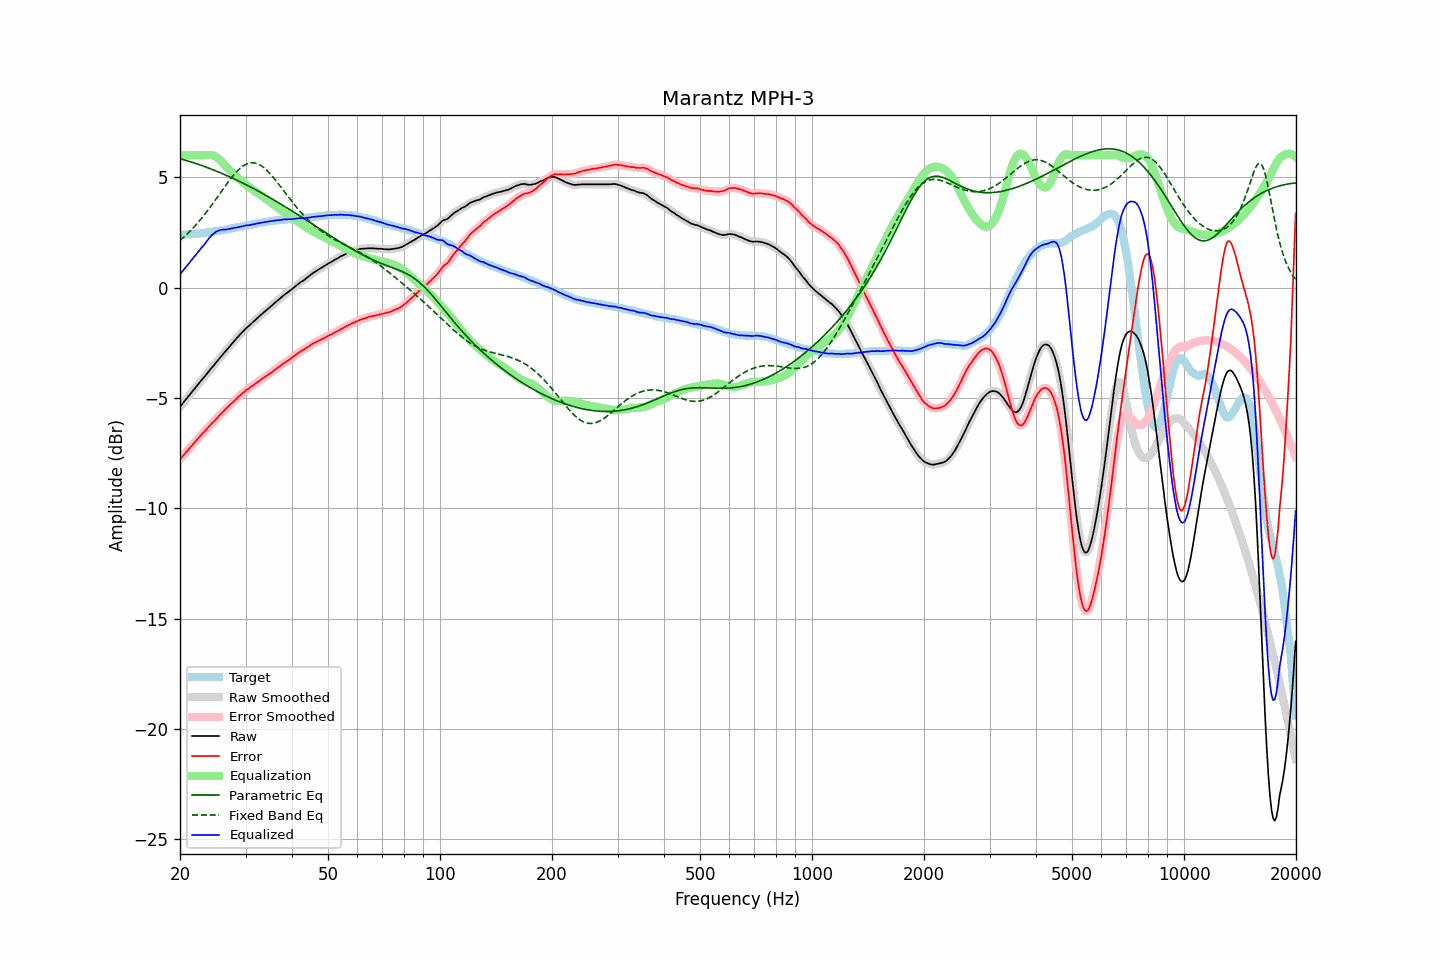 Marantz MPH-3
Amplitude (dBr)
5
0
−5
−10
−15
−20
−25
Target
Raw Smoothed
Error Smoothed
Raw
Error
Equalization
Parametric Eq
Fixed Band Eq
Equalized
20
50
100
200
500
1000
2000
5000
10000
20000
Frequency (Hz)